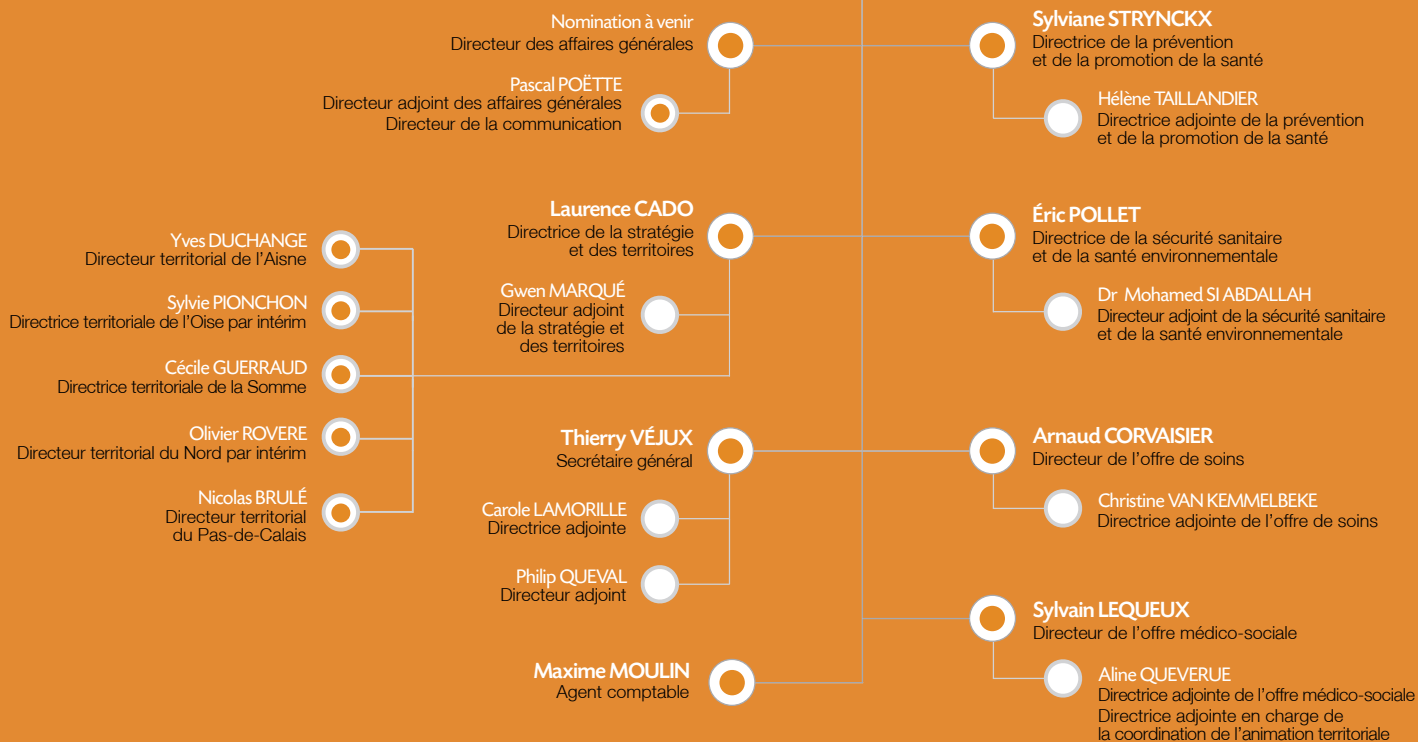 Nomination à venir
Directeur des affaires générales
Pascal POËTTE
Directeur adjoint des affaires générales
Directeur de la communication
Laurence CADO
Directrice de la stratégie
et des territoires
Gwen MARQUÉ
Directeur adjoint
de la stratégie et
des territoires
Yves DUCHANGE
Directeur territorial de l'Aisne
Sylvie PIONCHON
Directrice territoriale de l'Oise par intérim
Cécile GUERRAUD
Directrice territoriale de la Somme
Olivier ROVERE
Directeur territorial du Nord par intérim
Nicolas BRULÉ
Directeur territorial
du Pas-de-Calais
Thierry VÉJUX
Secrétaire général
Carole LAMORILLE
Directrice adjointe
Philip QUEVAL
Directeur adjoint
Maxime MOULIN
Agent comptable
Sylviane STRYNCKX
Directrice de la prévention
et de la promotion de la santé
Hélène TAILLANDIER
Directrice adjointe de la prévention
et de la promotion de la santé
Éric POLLET
Directrice de la sécurité sanitaire
et de la santé environnementale
Dr Mohamed SI ABDALLAH
Directeur adjoint de la sécurité sanitaire
et de la santé environnementale
Arnaud CORVAISIER
Directeur de l'offre de soins
Christine VAN KEMMELBEKE
Directrice adjointe de l'offre de soins
Sylvain LEQUEUX
Directeur de l'offre médico-sociale
Aline QUEVERUE
Directrice adjointe de l'offre médico-sociale
Directrice adjointe en charge de
la coordination de l'animation territoriale